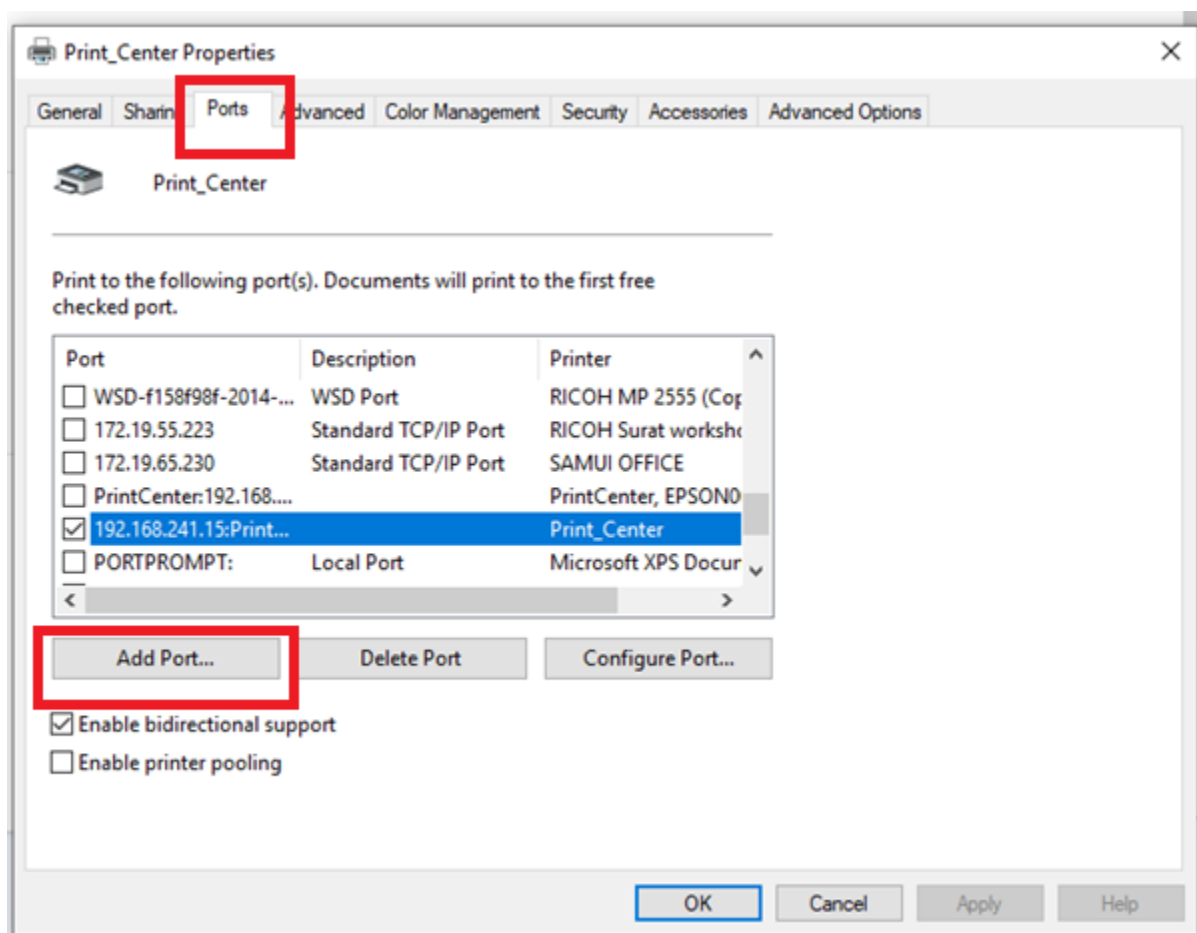 Print_Center Properties
General Sharin Ports dvanced Color Management Security Accessories Advanced Options
Print_Center
Print to the following port(s). Documents will print to the first free
checked port.
Port Description Printer
WSD-f158f98f-2014-... WSD Port RICOH MP 2555 (Cop
172.19.55.223 Standard TCP/IP Port RICOH Surat worksho
172.19.65.230 Standard TCP/IP Port SAMUI OFFICE
PrintCenter:192.168.... PrintCenter, EPSON0
192.168.241.15:Print... Print_Center
PORTPROMPT: Local Port Microsoft XPS Docur
Add Port... Delete Port Configure Port...
Enable bidirectional support
Enable printer pooling
OK Cancel Apply Help